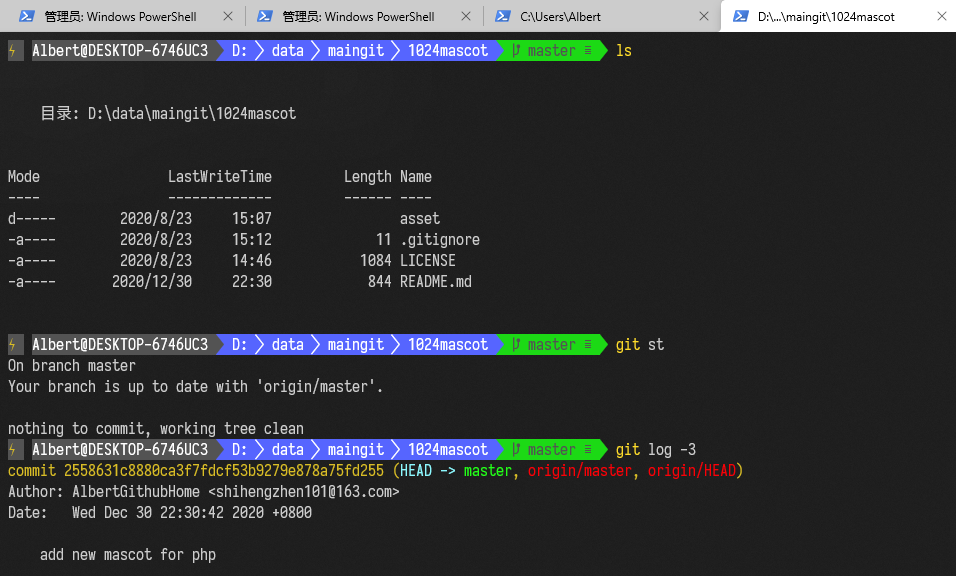 管理员: Windows PowerShell 管理员: Windows PowerShell C:\Users\Albert D:\...\maingit\1024mascot
Albert@DESKTOP-6746UC3 D: data maingit 1024mascot master ≡ ls
目录: D:\data\maingit\1024mascot
Mode LastWriteTime Length Name
---- ------------- ------ ----
d----- 2020/8/23 15:07 asset
-a---- 2020/8/23 15:12 11 .gitignore
-a---- 2020/8/23 14:46 1084 LICENSE
-a---- 2020/12/30 22:30 844 README.md
Albert@DESKTOP-6746UC3 D: data maingit 1024mascot master ≡ git st
On branch master
Your branch is up to date with 'origin/master'.
nothing to commit, working tree clean
Albert@DESKTOP-6746UC3 D: data maingit 1024mascot master ≡ git log -3
commit 2558631c8880ca3f7fdcf53b9279e878a75fd255 (HEAD -> master, origin/master, origin/HEAD)
Author: AlbertGithubHome <shihengzhen101@163.com>
Date: Wed Dec 30 22:30:42 2020 +0800
add new mascot for php